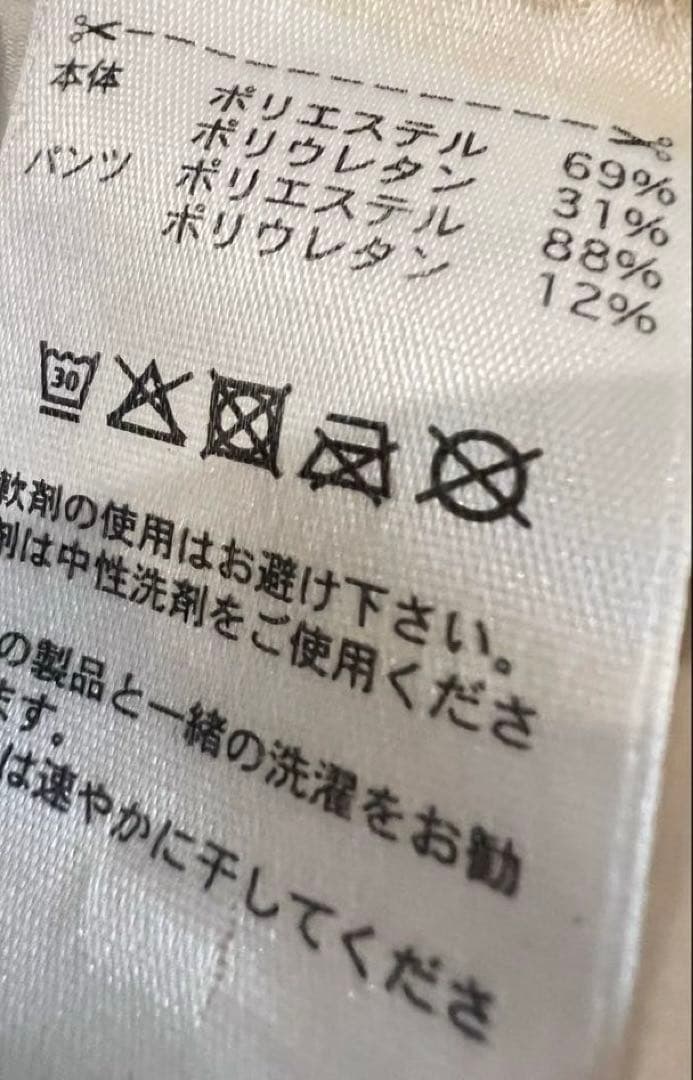 本体 ポリエステル 69%
ポリウレタン 31%
パンツ ポリエステル 88%
ポリウレタン 12%
30
軟剤の使用はお避け下さい。
剤は中性洗剤をご使用くださ
の製品と一緒の洗濯をお勧
ます。
は速やかに干してくださ